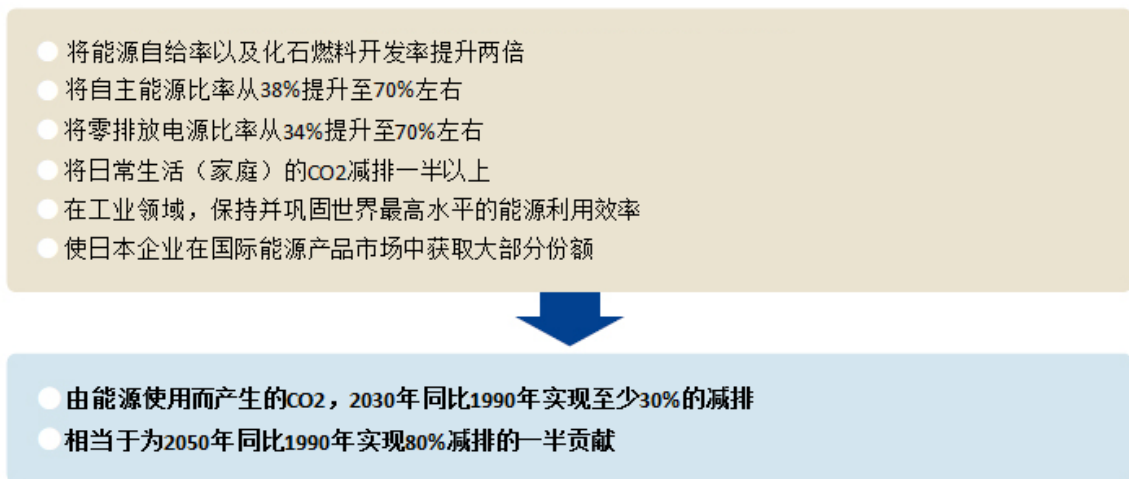 将能源自给率以及化石燃料开发率提升两倍
将自主能源比率从38%提升至70%左右
将零排放电源比率从34%提升至70%左右
将日常生活（家庭）的CO2减排一半以上
在工业领域，保持并巩固世界最高水平的能源利用效率
使日本企业在国际能源产品市场中获取大部分份额
由能源使用而产生的CO2，2030年同比1990年实现至少30%的减排
相当于为2050年同比1990年实现80%减排的一半贡献